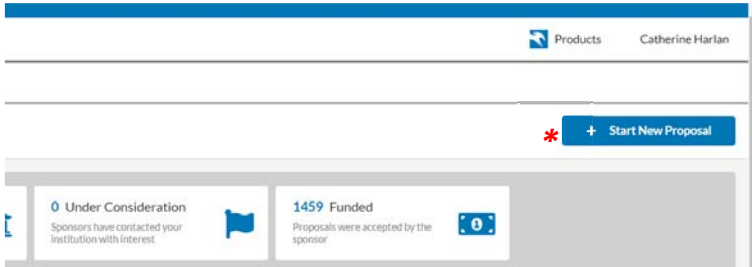 Products Catherine Harlan
* + Start New Proposal
0 Under Consideration
Sponsors have contacted your
institution with interest
1459 Funded
Proposals were accepted by the
sponsor
1